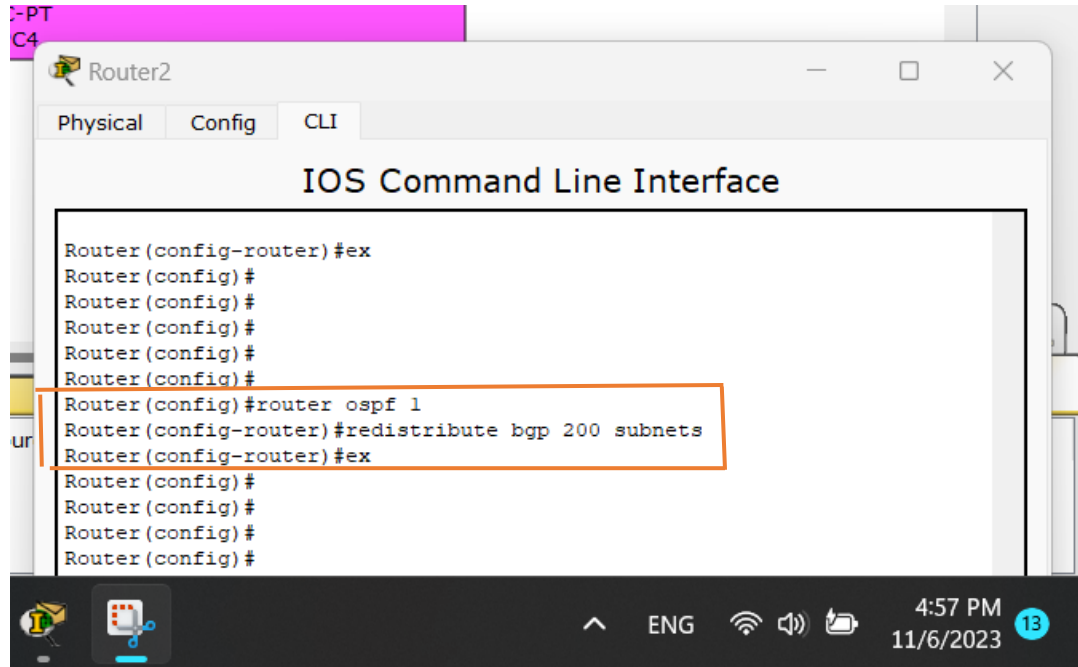 C-PT
C4
Router2
Physical Config CLI
IOS Command Line Interface
Router(config-router)#ex
Router(config)#
Router(config)#
Router(config)#
Router(config)#
Router(config)#
Router(config)#router ospf 1
Router(config-router)#redistribute bgp 200 subnets
Router(config-router)#ex
Router(config)#
Router(config)#
Router(config)#
Router(config)#
ur
ENG
4:57 PM
11/6/2023
13